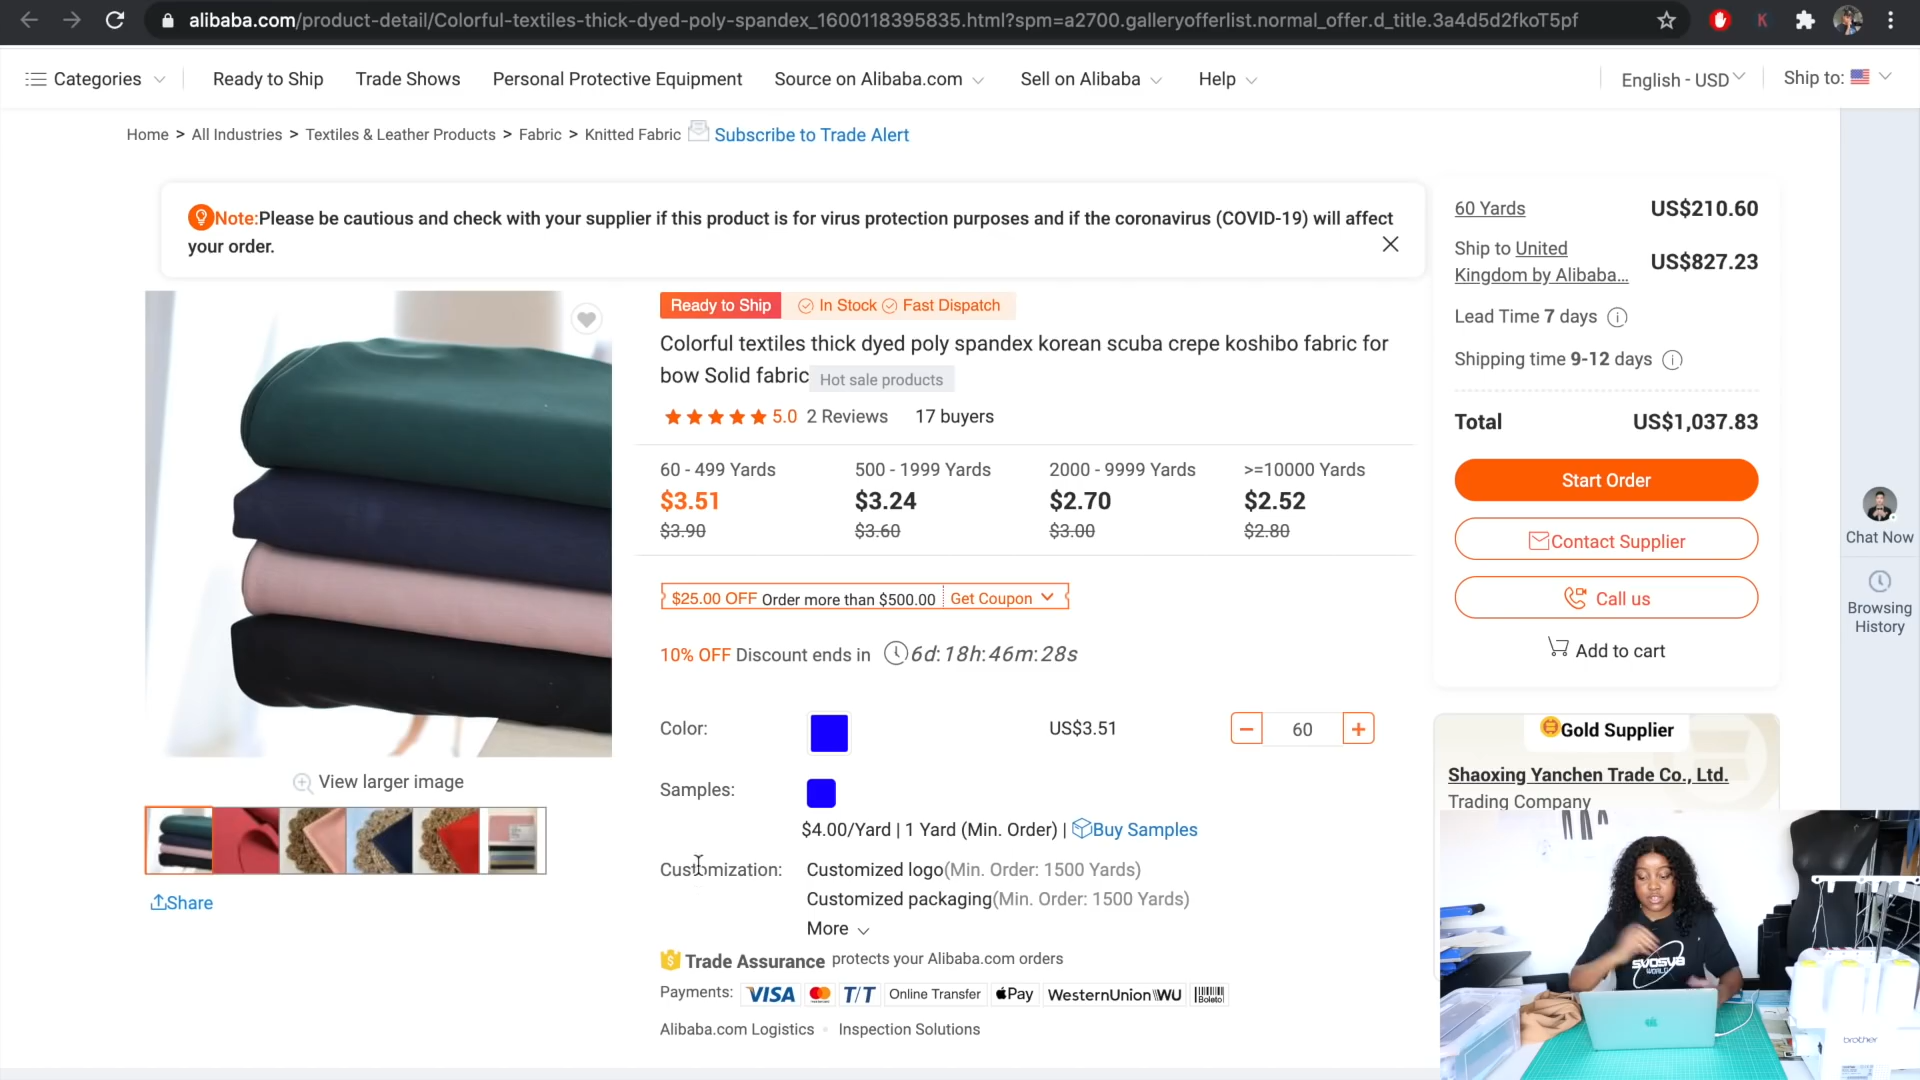 alibaba.com/product-detail/Colorful-textiles-thick-dyed-poly-spandex_1600118395835.html?spm=a2700.galleryofferlist.normal_offer.d_title.3a4d5d2fkoT5pf
K
Categories
Ready to Ship
Trade Shows
Personal Protective Equipment
Source on Alibaba.com
Sell on Alibaba
Help
English - USD
Ship to:
Home > All Industries > Textiles & Leather Products > Fabric > Knitted Fabric
Subscribe to Trade Alert
Note:Please be cautious and check with your supplier if this product is for virus protection purposes and if the coronavirus (COVID-19) will affect
your order.
View larger image
Share
Ready to Ship
In Stock
Fast Dispatch
Colorful textiles thick dyed poly spandex korean scuba crepe koshibo fabric for
bow Solid fabric
Hot sale products
5.0 2 Reviews 17 buyers
60 - 499 Yards 500 - 1999 Yards 2000 - 9999 Yards >=10000 Yards
$3.51 $3.24 $2.70 $2.52
$3.90 $3.60 $3.00 $2.80
$25.00 OFF Order more than $500.00 Get Coupon
10% OFF Discount ends in 6d: 18h: 46m: 28s
Color: US$3.51 − 60 +
Samples:
$4.00/Yard | 1 Yard (Min. Order) | Buy Samples
Customization: Customized logo(Min. Order: 1500 Yards)
Customized packaging(Min. Order: 1500 Yards)
More
Trade Assurance protects your Alibaba.com orders
Payments: VISA T/T Online Transfer Pay WesternUnion WU Boleto
Alibaba.com Logistics Inspection Solutions
60 Yards US$210.60
Ship to United
Kingdom by Alibaba... US$827.23
Lead Time 7 days
Shipping time 9-12 days
Total US$1,037.83
Start Order
Contact Supplier
Call us
Add to cart
Gold Supplier
Shaoxing Yanchen Trade Co., Ltd.
Trading Company
Chat Now
Browsing
History
SVOSYB
WORLD
brother